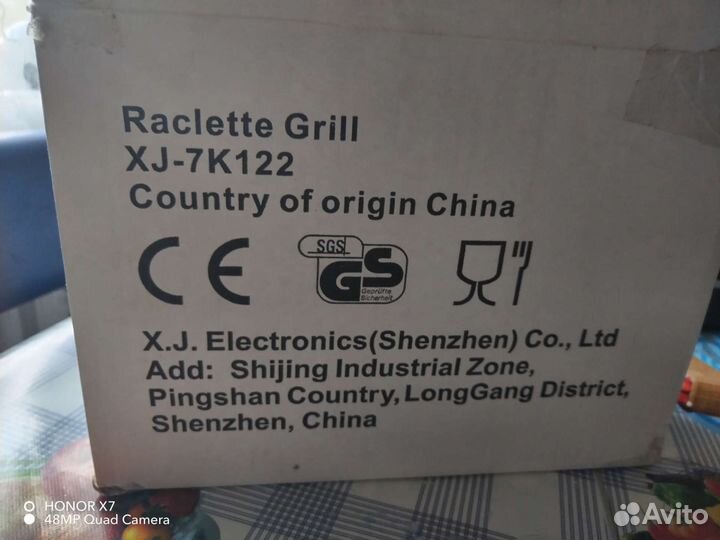 Raclette Grill
XJ-7K122
Country of origin China
CE
SGS
GS
Geprüfte
Sicherheit
X.J. Electronics(Shenzhen) Co., Ltd
Add: Shijing Industrial Zone,
Pingshan Country, LongGang District,
Shenzhen, China
HONOR X7
48MP Quad Camera
Avito